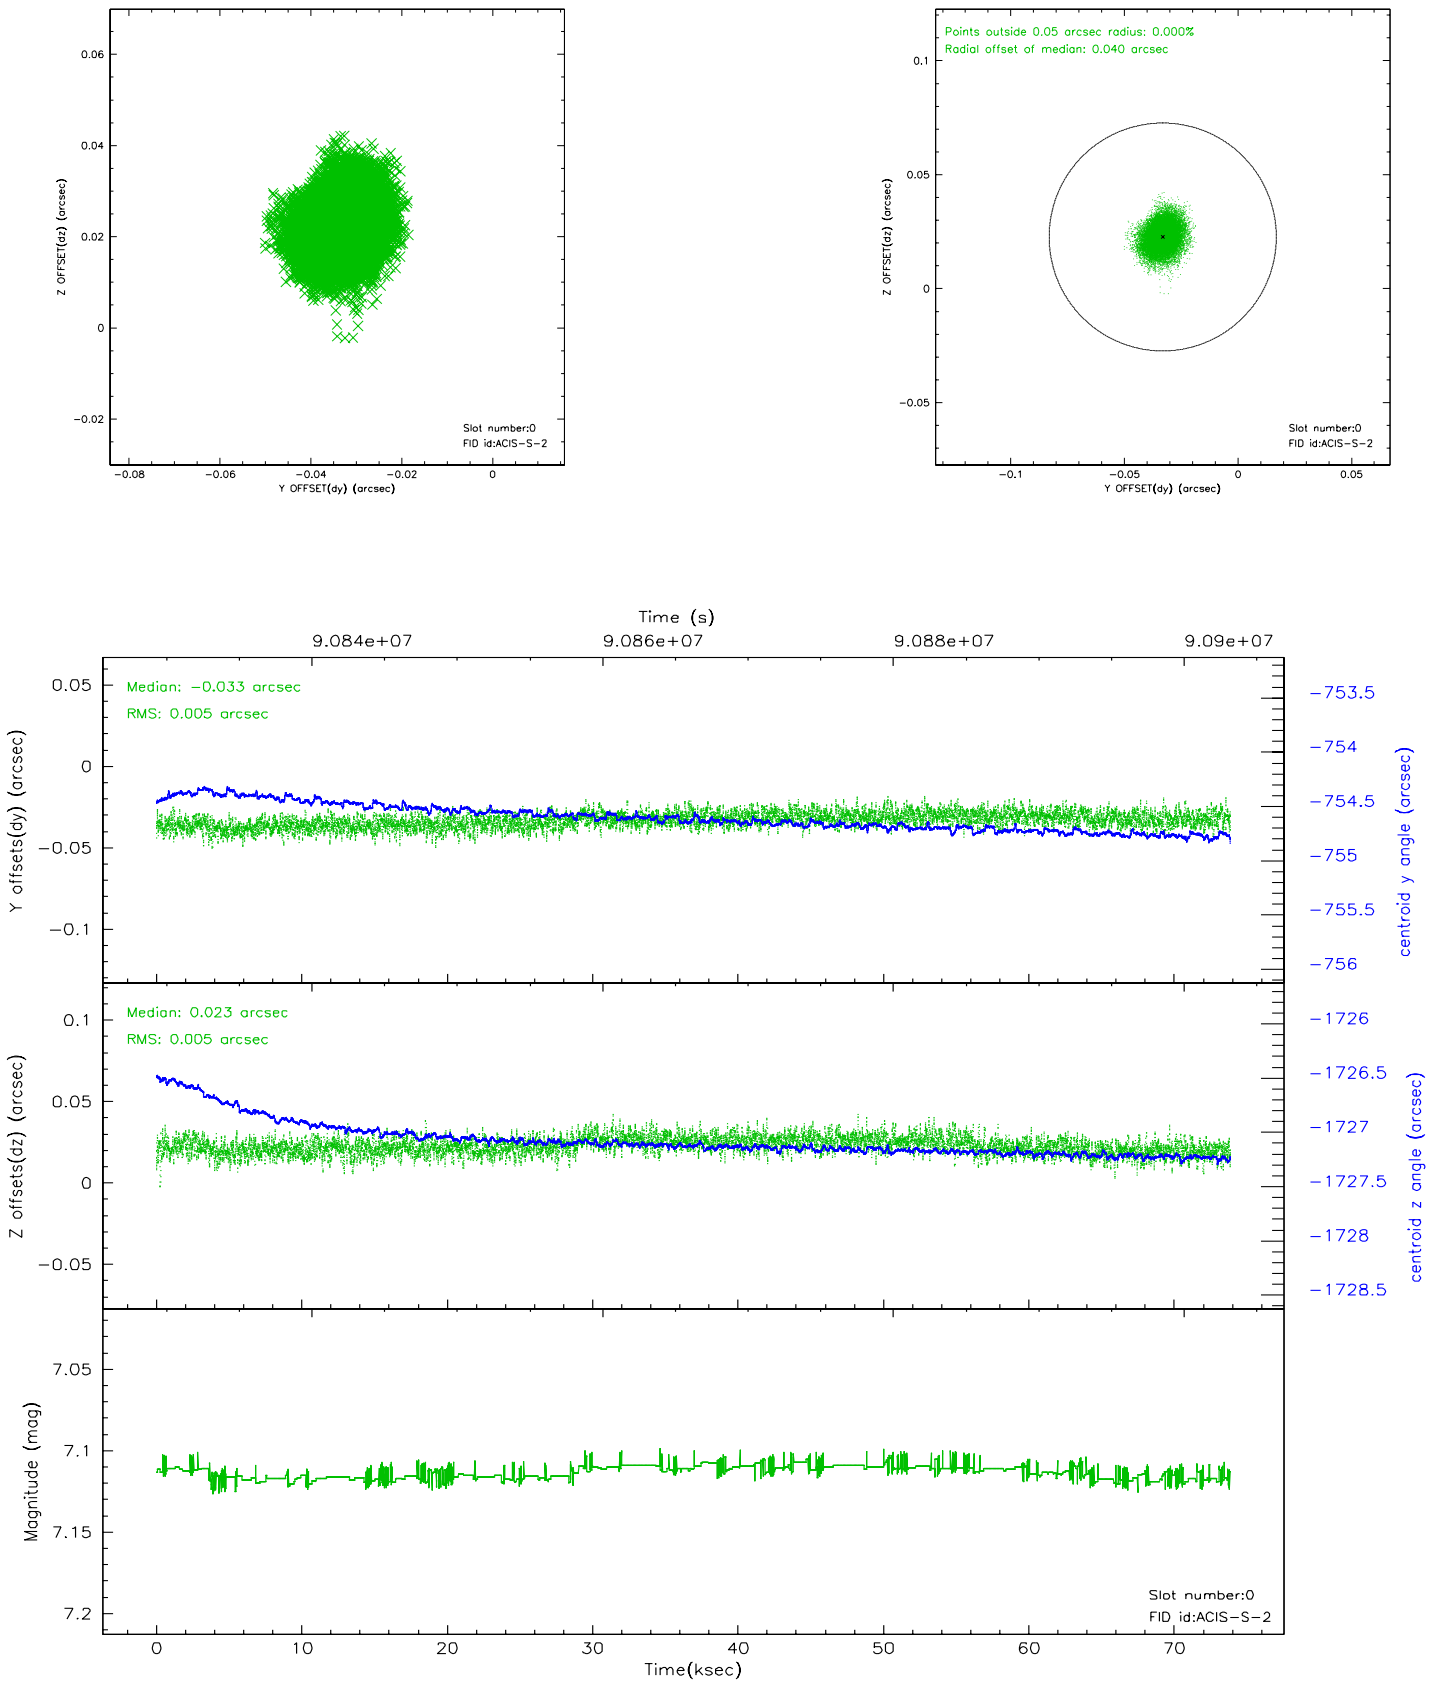 0.06
0.04
0.02
0
−0.02
Z OFFSET(dz) (arcsec)
−0.08 −0.06 −0.04 −0.02 0
Y OFFSET(dy) (arcsec)
Slot number:0
FID id:ACIS−S−2
Points outside 0.05 arcsec radius: 0.000%
Radial offset of median: 0.040 arcsec
0.1
0.05
0
−0.05
Z OFFSET(dz) (arcsec)
−0.1 −0.05 0 0.05
Y OFFSET(dy) (arcsec)
Slot number:0
FID id:ACIS−S−2
Time (s)
9.084e+07 9.086e+07 9.088e+07 9.09e+07
Median: −0.033 arcsec
RMS: 0.005 arcsec
0.05
0
−0.05
−0.1
Y offsets(dy) (arcsec)
−753.5
−754
−754.5
−755
−755.5
−756
centroid y angle (arcsec)
Median: 0.023 arcsec
RMS: 0.005 arcsec
0.1
0.05
0
−0.05
Z offsets(dz) (arcsec)
−1726
−1726.5
−1727
−1727.5
−1728
−1728.5
centroid z angle (arcsec)
7.05
7.1
7.15
7.2
Magnitude (mag)
Slot number:0
FID id:ACIS−S−2
0 10 20 30 40 50 60 70
Time(ksec)